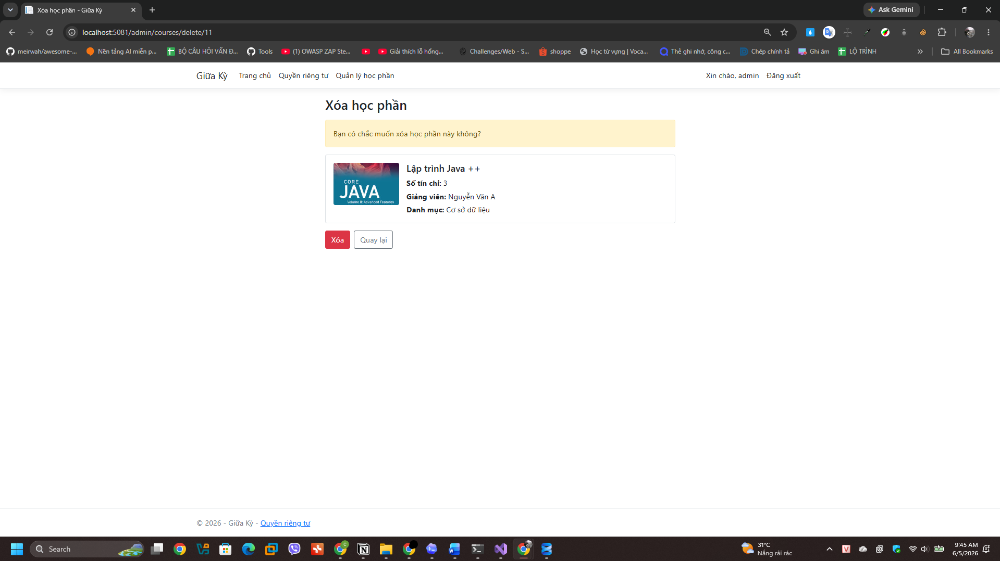 Xóa học phần - Giữa Kỳ
Ask Gemini
localhost:5081/admin/courses/delete/11
meirwah/awesome-...
Nền tảng AI miễn p...
BỘ CÂU HỎI VẤN Đ...
Tools
(1) OWASP ZAP Ste...
Giải thích lỗ hổng...
Challenges/Web - S...
shoppe
Học từ vựng | Voca...
Thẻ ghi nhớ, công c...
Chép chính tả
Ghi âm
LỘ TRÌNH
All Bookmarks
Giữa Kỳ
Trang chủ
Quyền riêng tư
Quản lý học phần
Xin chào, admin
Đăng xuất
Xóa học phần
Bạn có chắc muốn xóa học phần này không?
CORE
JAVA
Volume II: Advanced Features
Lập trình Java ++
Số tín chỉ: 3
Giảng viên: Nguyễn Văn A
Danh mục: Cơ sở dữ liệu
Xóa
Quay lại
© 2026 - Giữa Kỳ - Quyền riêng tư
Search
31°C
Nắng rải rác
9:45 AM
6/5/2026